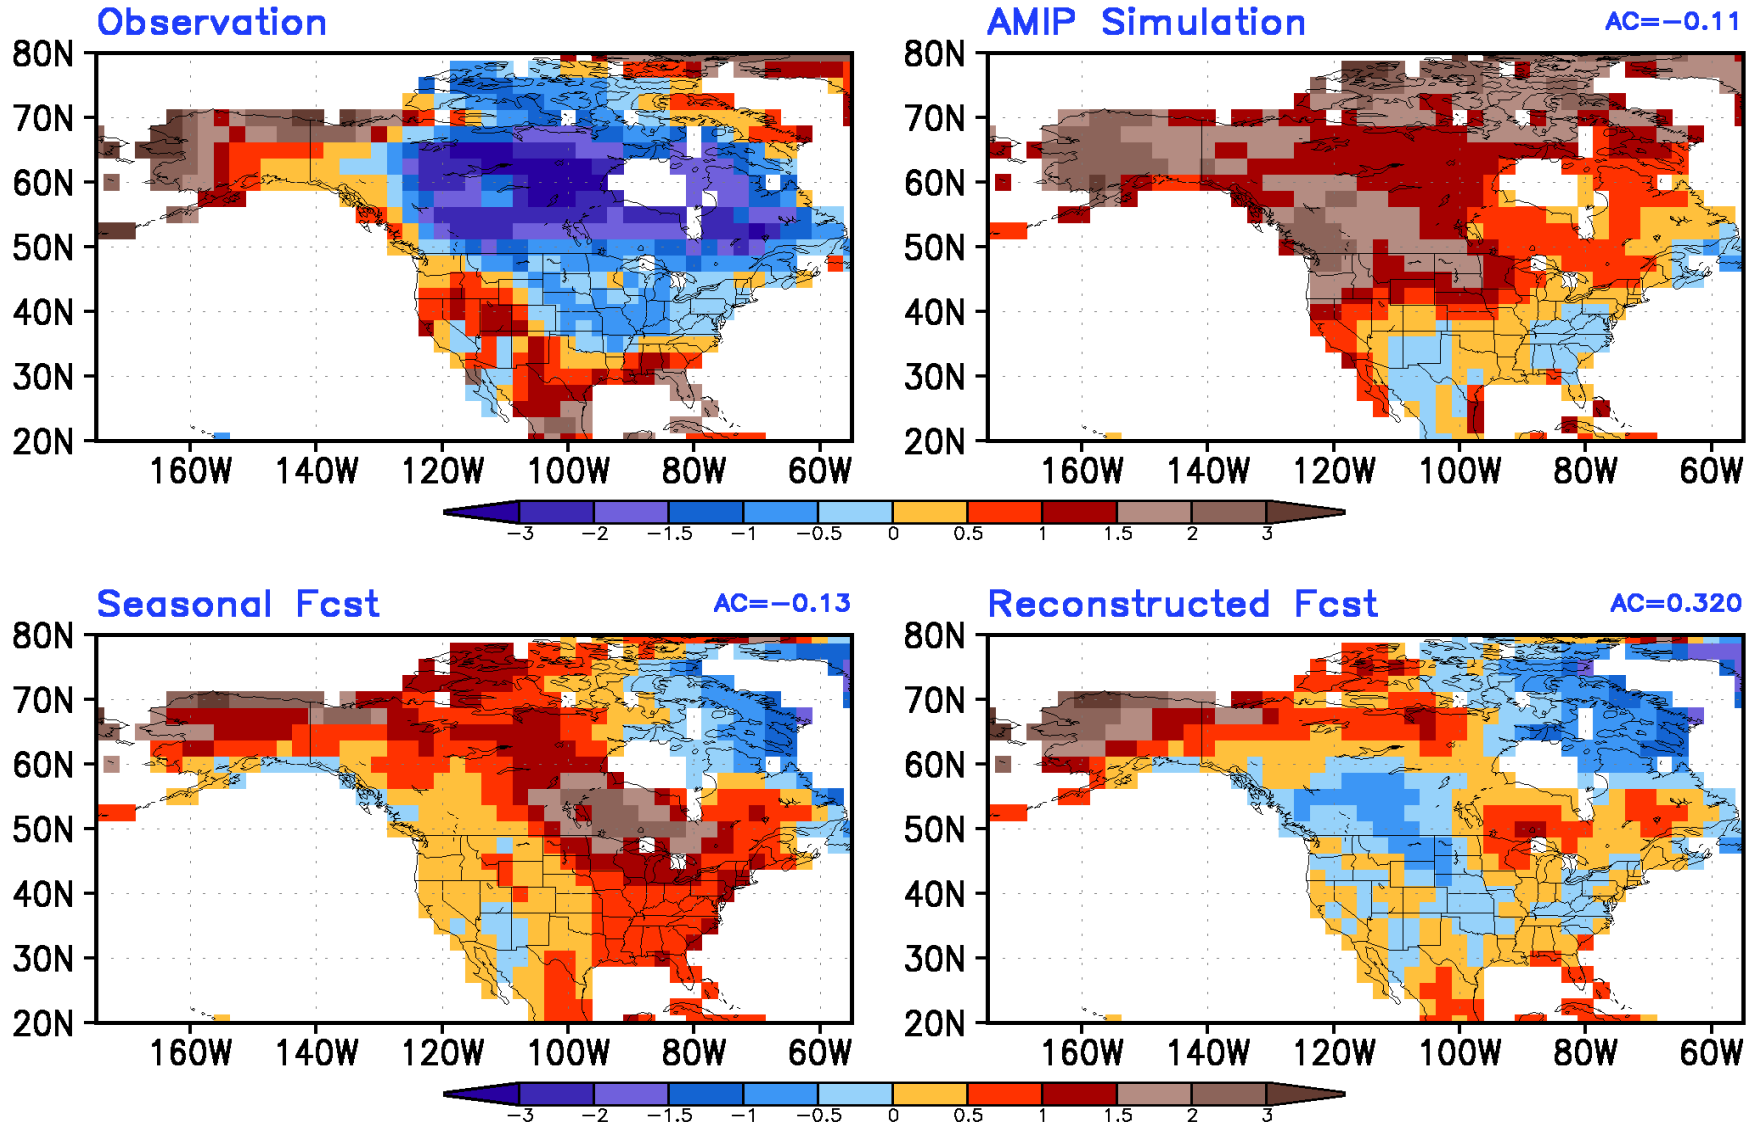 Observation
AMIP Simulation AC=-0.11
80N 80N
70N 70N
60N 60N
50N 50N
40N 40N
30N 30N
20N 20N
160W 140W 120W 100W 80W 60W 160W 140W 120W 100W 80W 60W
-3 -2 -1.5 -1 -0.5 0 0.5 1 1.5 2 3
Seasonal Fcst AC=-0.13
Reconstructed Fcst AC=0.320
80N 80N
70N 70N
60N 60N
50N 50N
40N 40N
30N 30N
20N 20N
160W 140W 120W 100W 80W 60W 160W 140W 120W 100W 80W 60W
-3 -2 -1.5 -1 -0.5 0 0.5 1 1.5 2 3